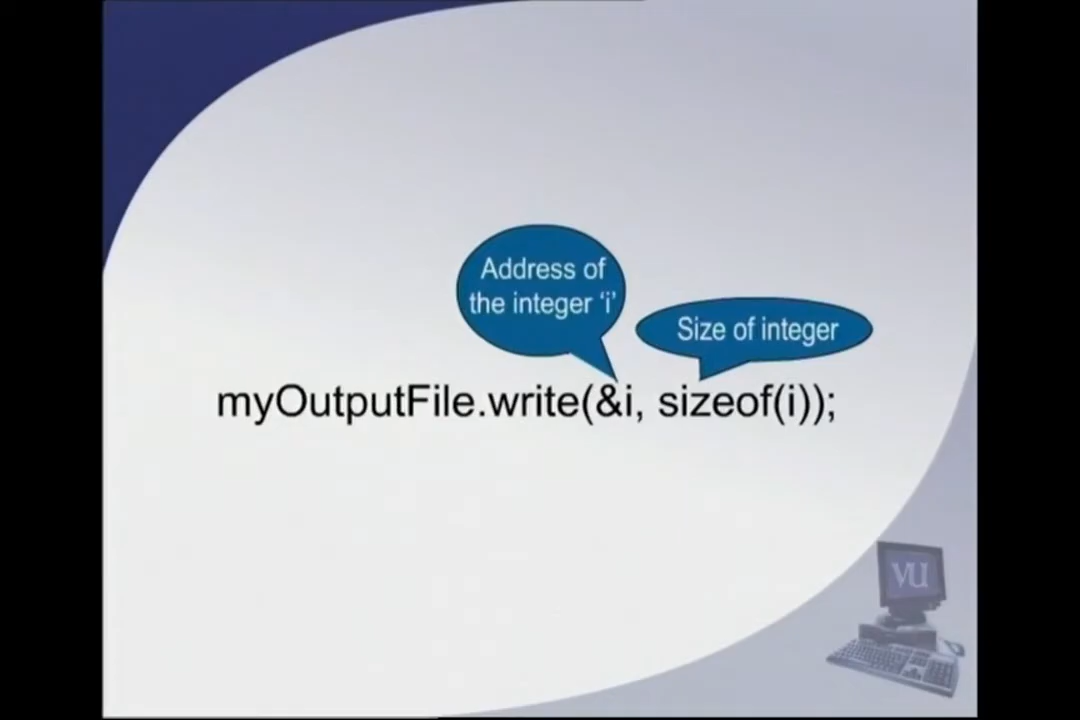 Address of
the integer ‘i’
Size of integer
myOutputFile.write(&i, sizeof(i));
VU